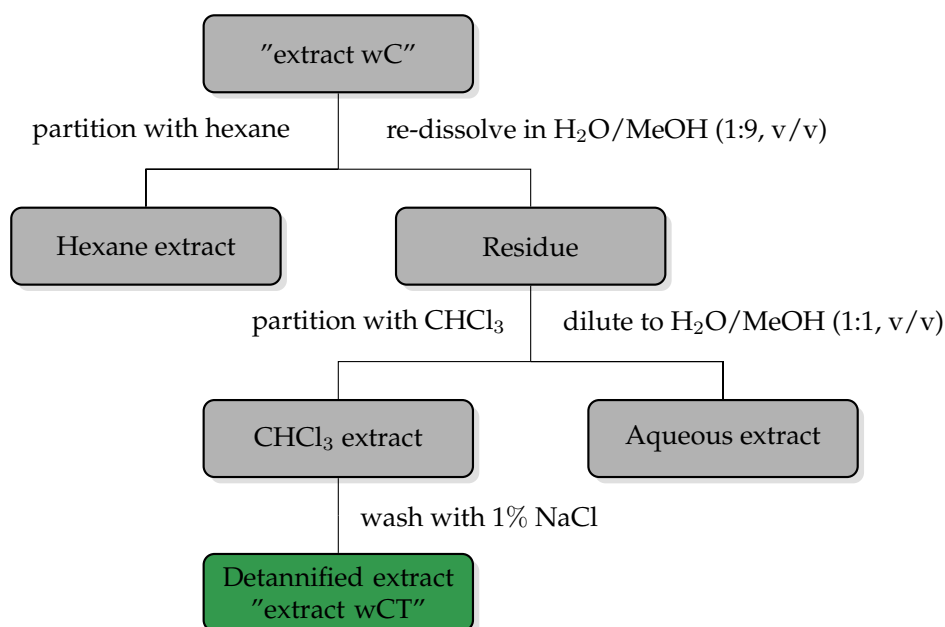 ”extract wC”
partition with hexane
re-dissolve in H₂O/MeOH (1:9, v/v)
Hexane extract
Residue
partition with CHCl₃
dilute to H₂O/MeOH (1:1, v/v)
CHCl₃ extract
Aqueous extract
wash with 1% NaCl
Detannified extract
”extract wCT”